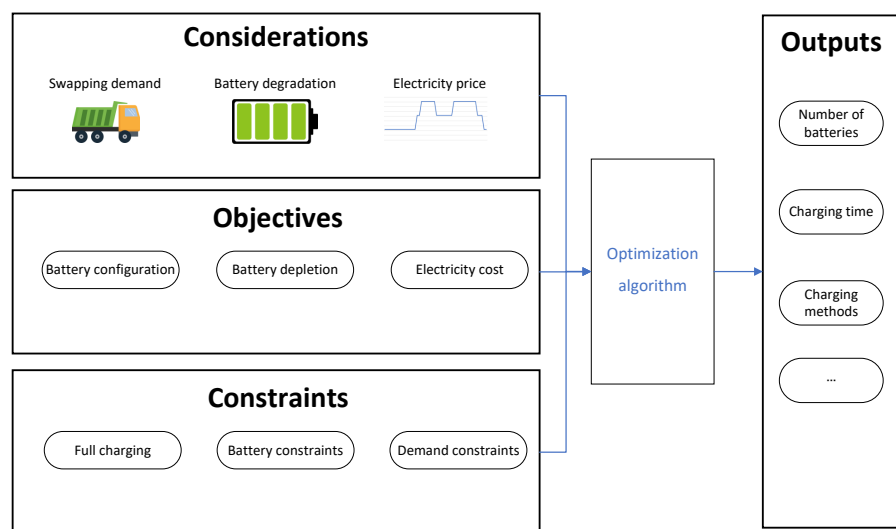 Considerations
Swapping demand
Battery degradation
Electricity price
Objectives
Battery configuration
Battery depletion
Electricity cost
Constraints
Full charging
Battery constraints
Demand constraints
Optimization
algorithm
Outputs
Number of
batteries
Charging time
Charging
methods
...